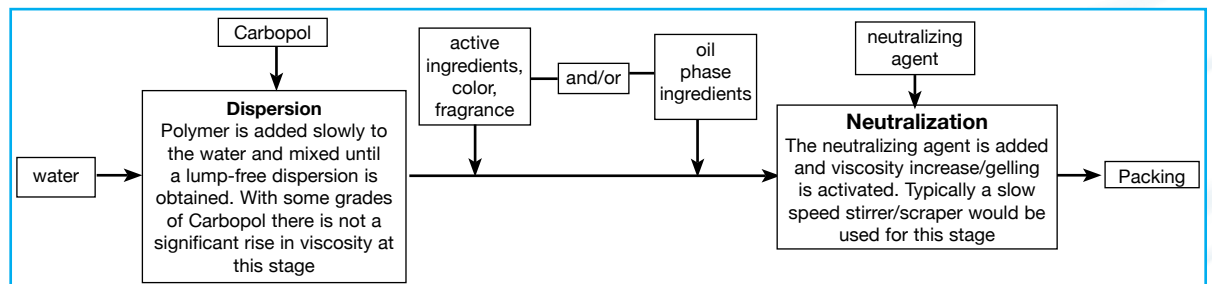 water
Carbopol
Dispersion
Polymer is added slowly to
the water and mixed until
a lump-free dispersion is
obtained. With some grades
of Carbopol there is not a
significant rise in viscosity at
this stage
active
ingredients,
color,
fragrance
and/or
oil
phase
ingredients
neutralizing
agent
Neutralization
The neutralizing agent is added
and viscosity increase/gelling
is activated. Typically a slow
speed stirrer/scraper would be
used for this stage
Packing